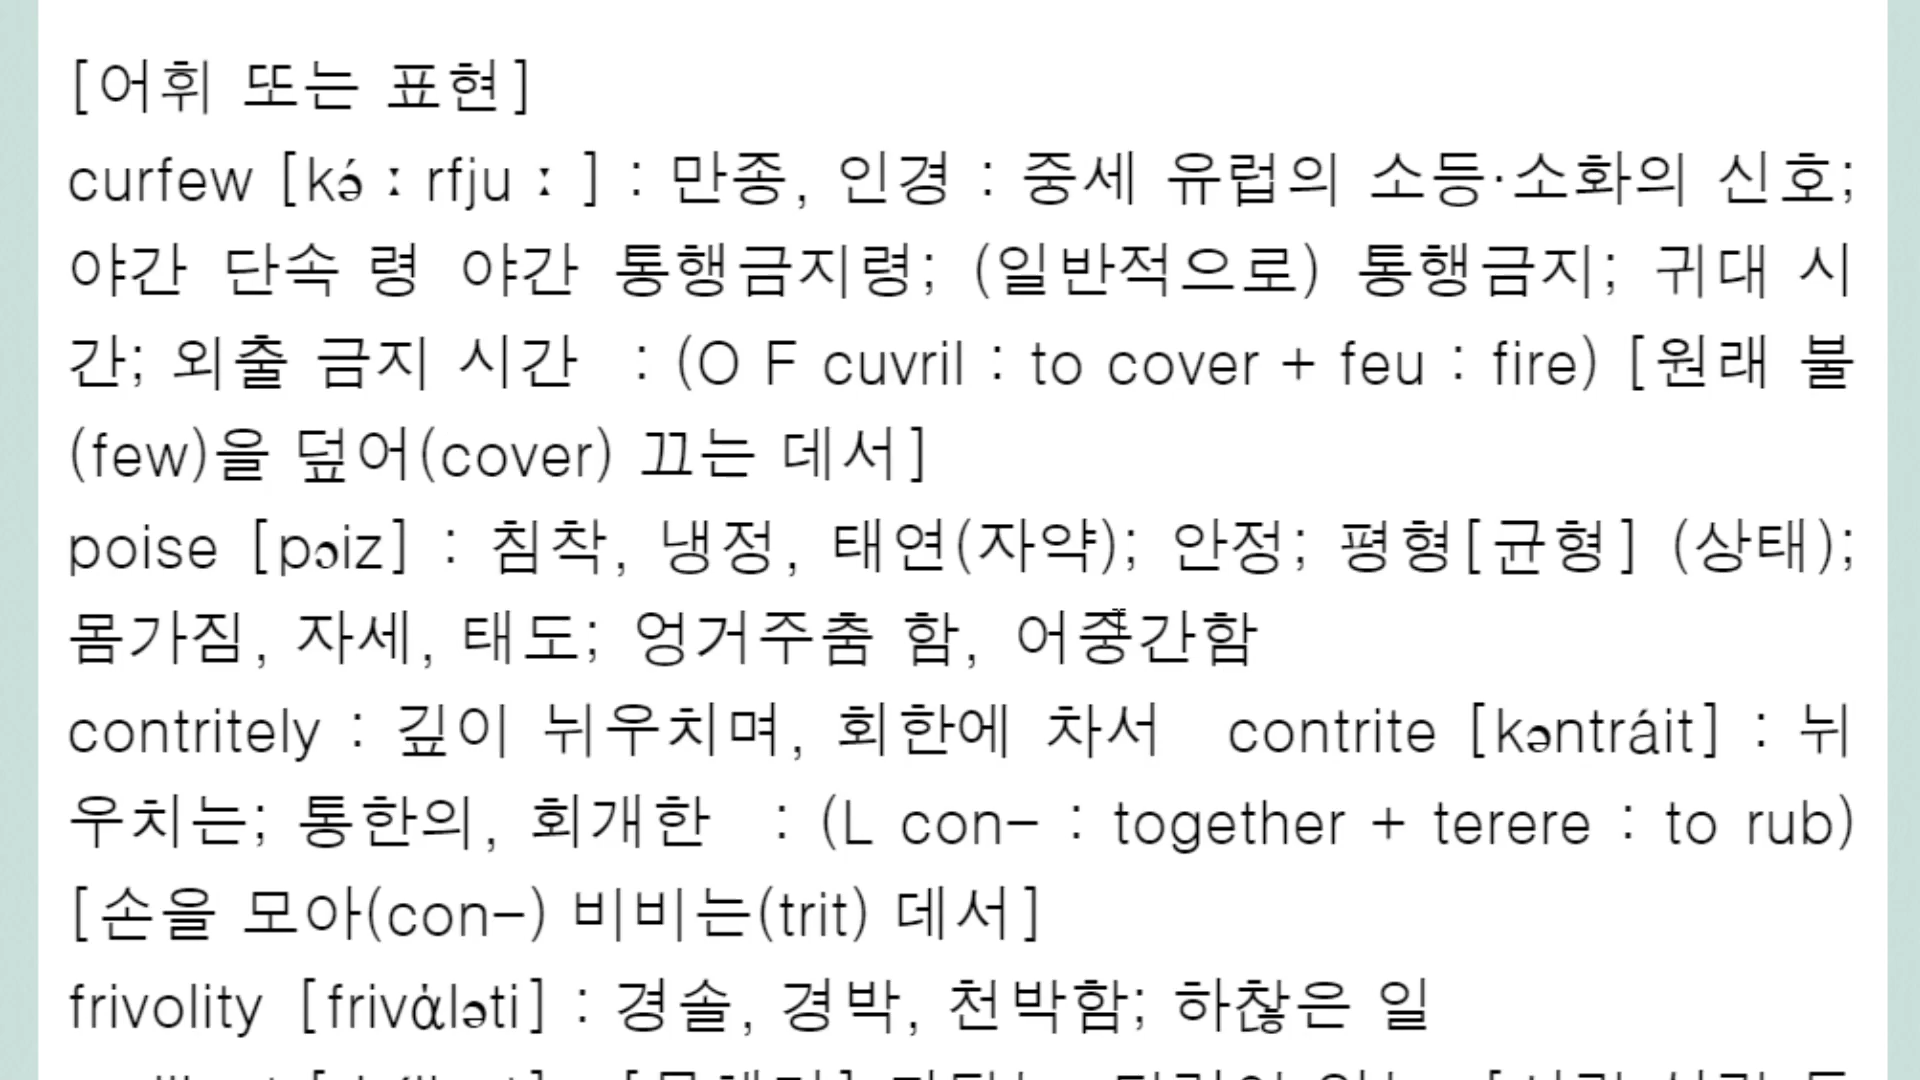 [어휘 또는 표현]
curfew [kə́ː rfjuː ] : 만종, 인경 : 중세 유럽의 소등·소화의 신호;
야간 단속 령 야간 통행금지령; (일반적으로) 통행금지; 귀대 시
간; 외출 금지 시간 : (O F cuvril : to cover + feu : fire) [원래 불
(few)을 덮어(cover) 끄는 데서]
poise [pɔiz] : 침착, 냉정, 태연(자약); 안정; 평형[균형] (상태);
몸가짐, 자세, 태도; 엉거주춤 함, 어중간함
contritely : 깊이 뉘우치며, 회한에 차서 contrite [kəntráit] : 뉘
우치는; 통한의, 회개한 : (L con- : together + terere : to rub)
[손을 모아(con-) 비비는(trit) 데서]
frivolity [frivɑ́ləti] : 경솔, 경박, 천박함; 하찮은 일